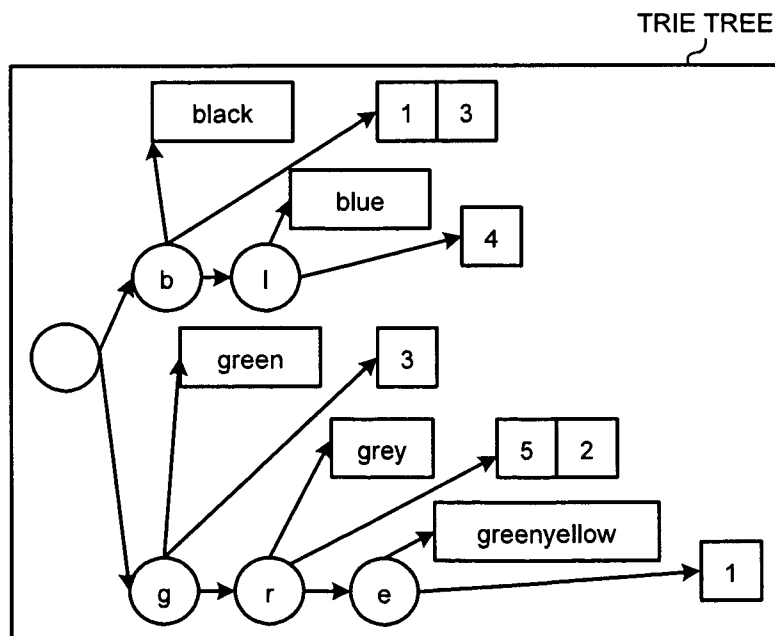 TRIE TREE
black
1 3
blue
4
b l
green
3
grey
5 2
greenyellow
1
g r e